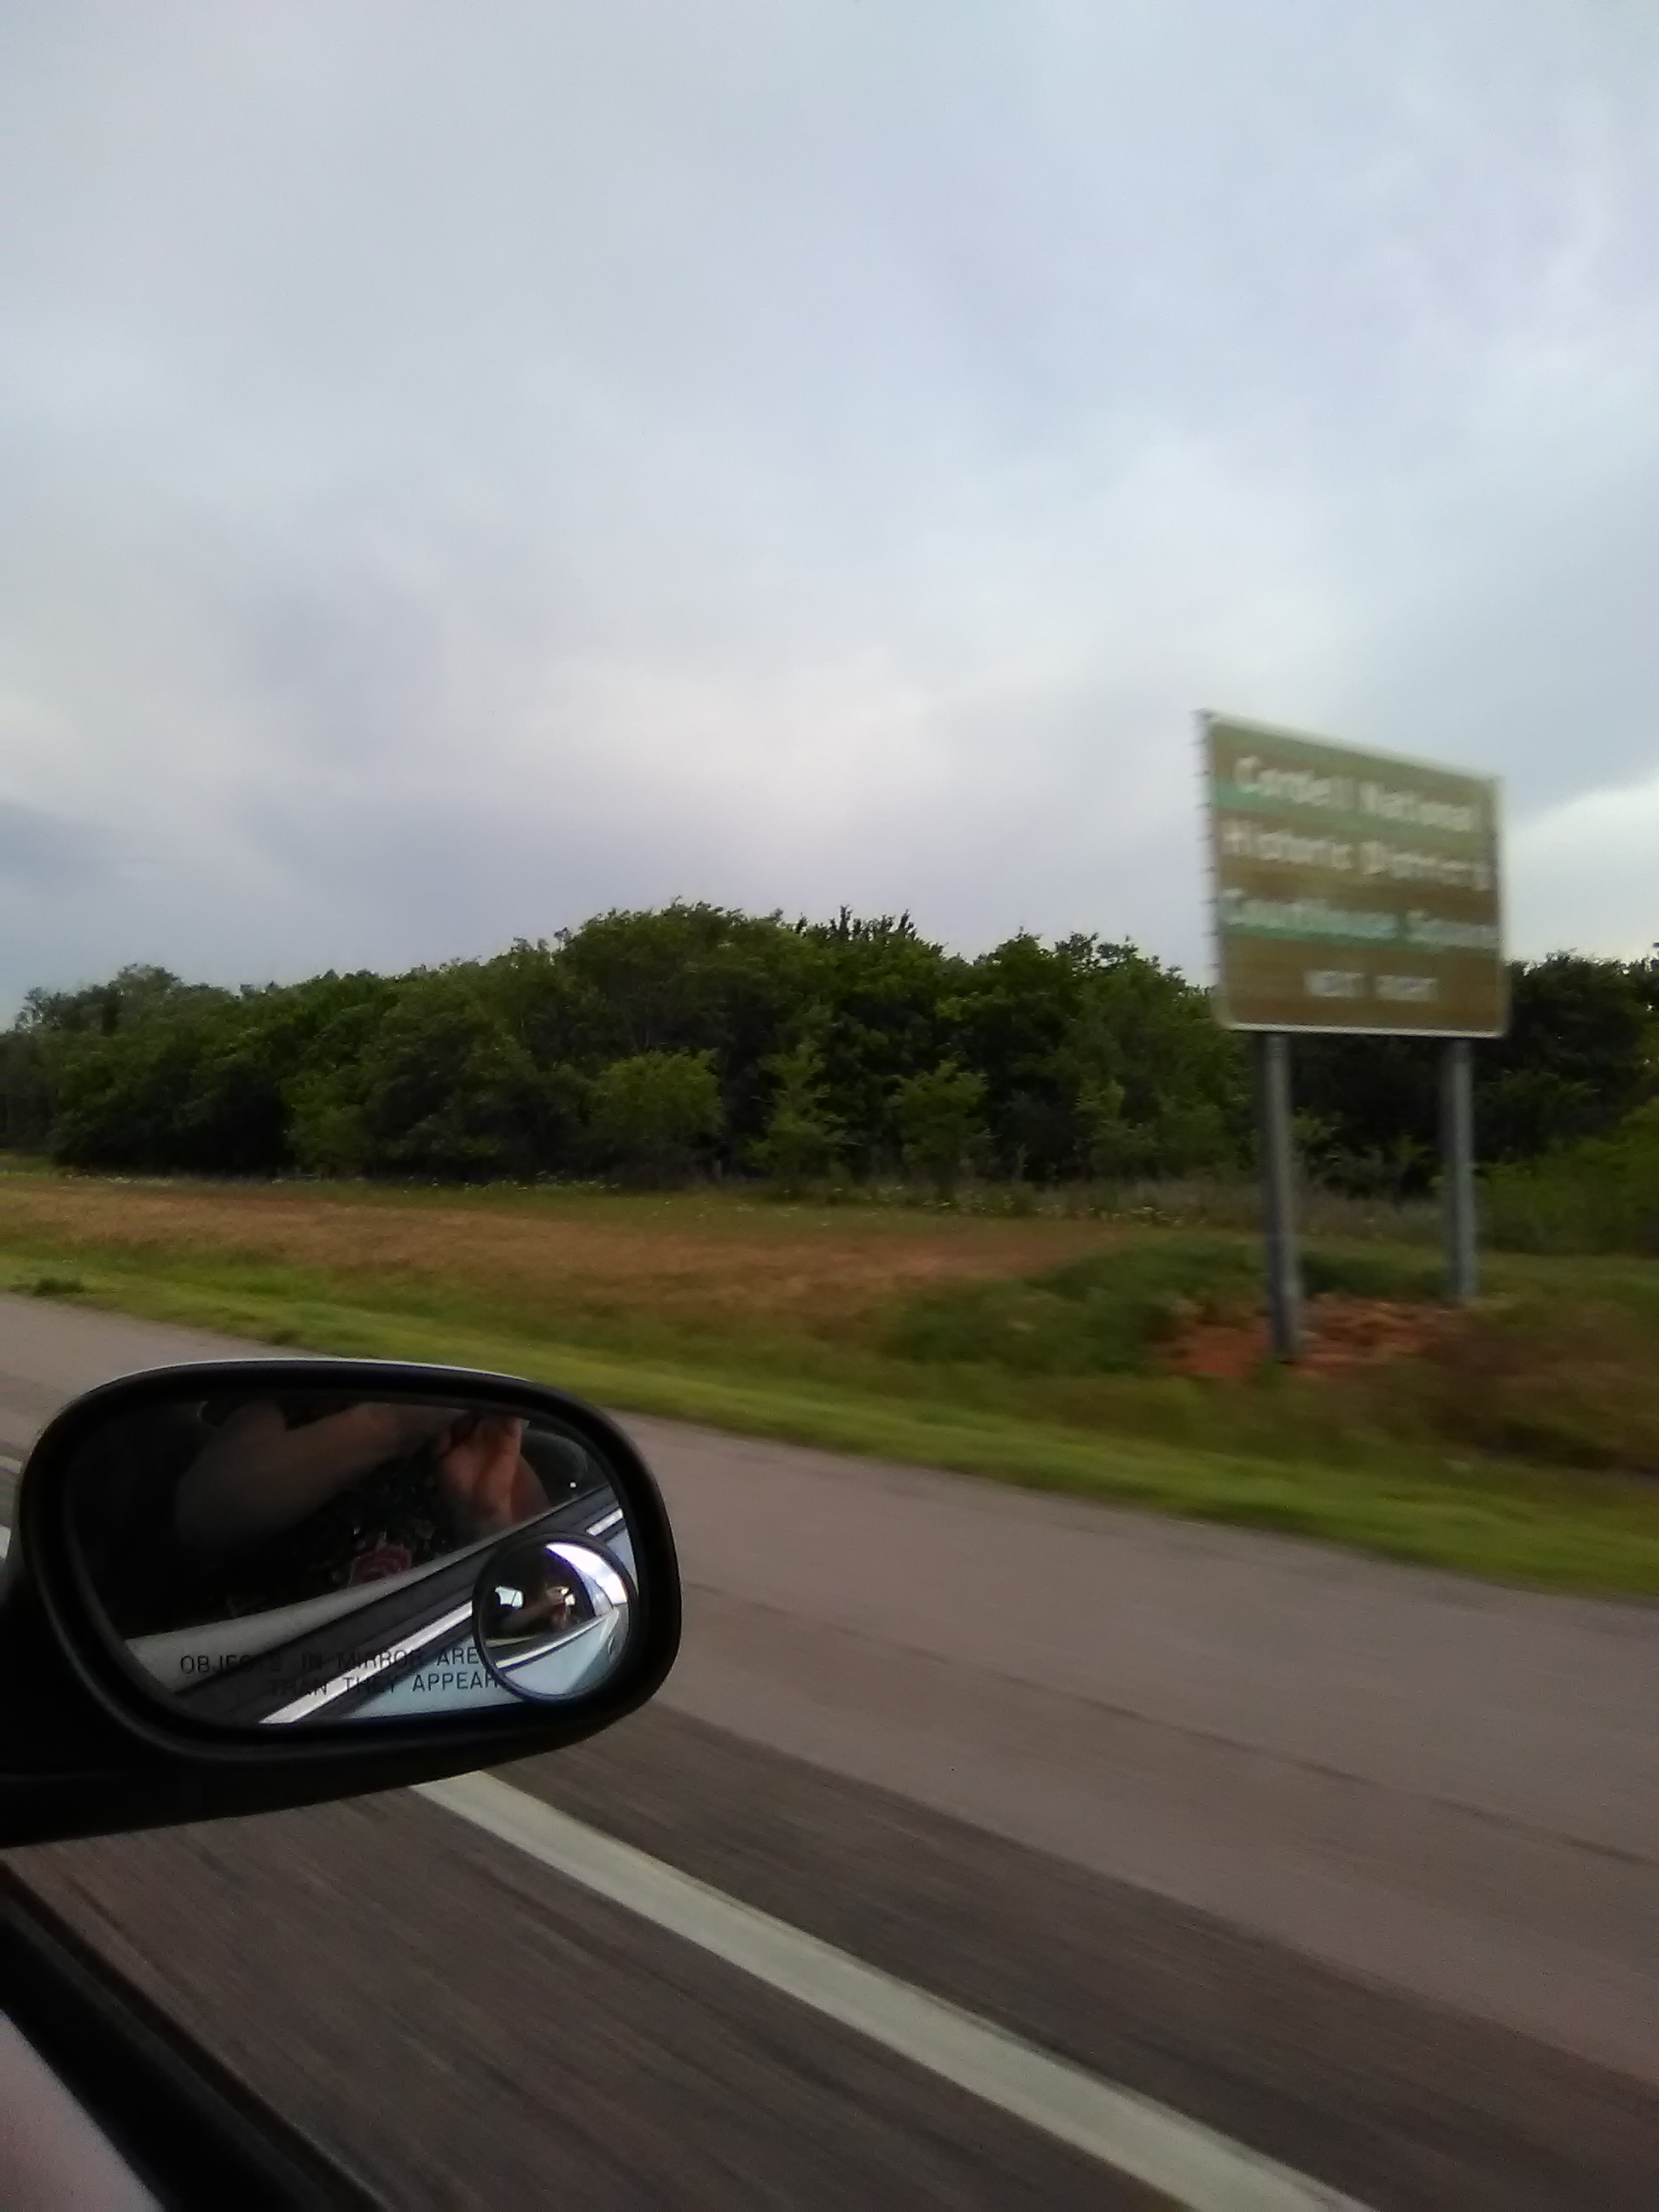 Cordell National
Historic District
Courthouse Square
NEXT RIGHT
OBJECTS IN MIRROR ARE
THAN THEY APPEAR